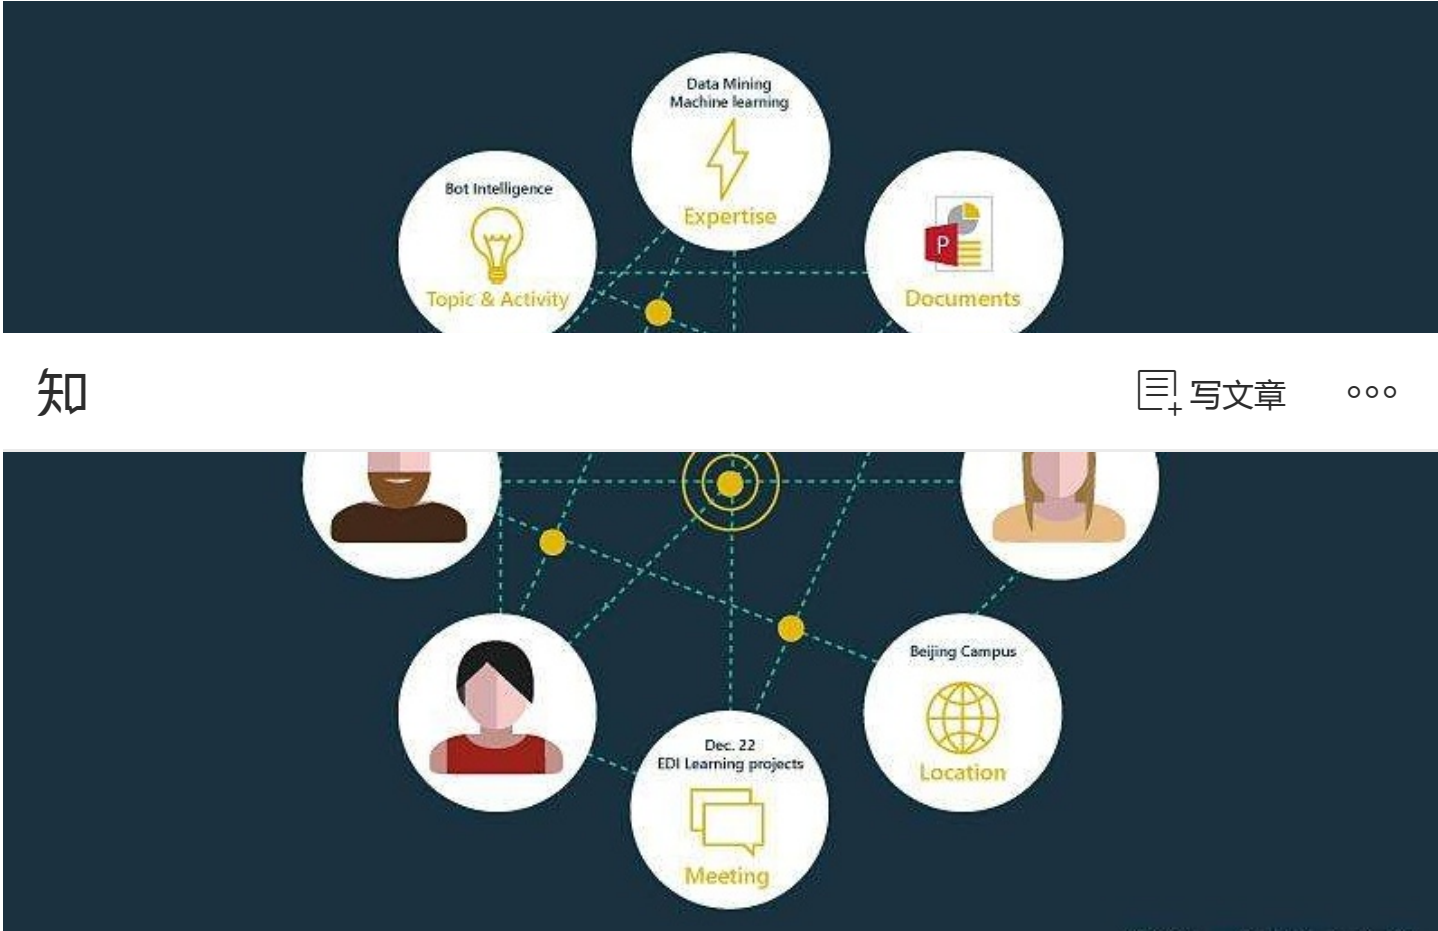 Data Mining
Machine learning
Expertise
Bot Intelligence
Topic & Activity
P
Documents
知
写文章
Beijing Campus
Location
Dec. 22
EDI Learning projects
Meeting